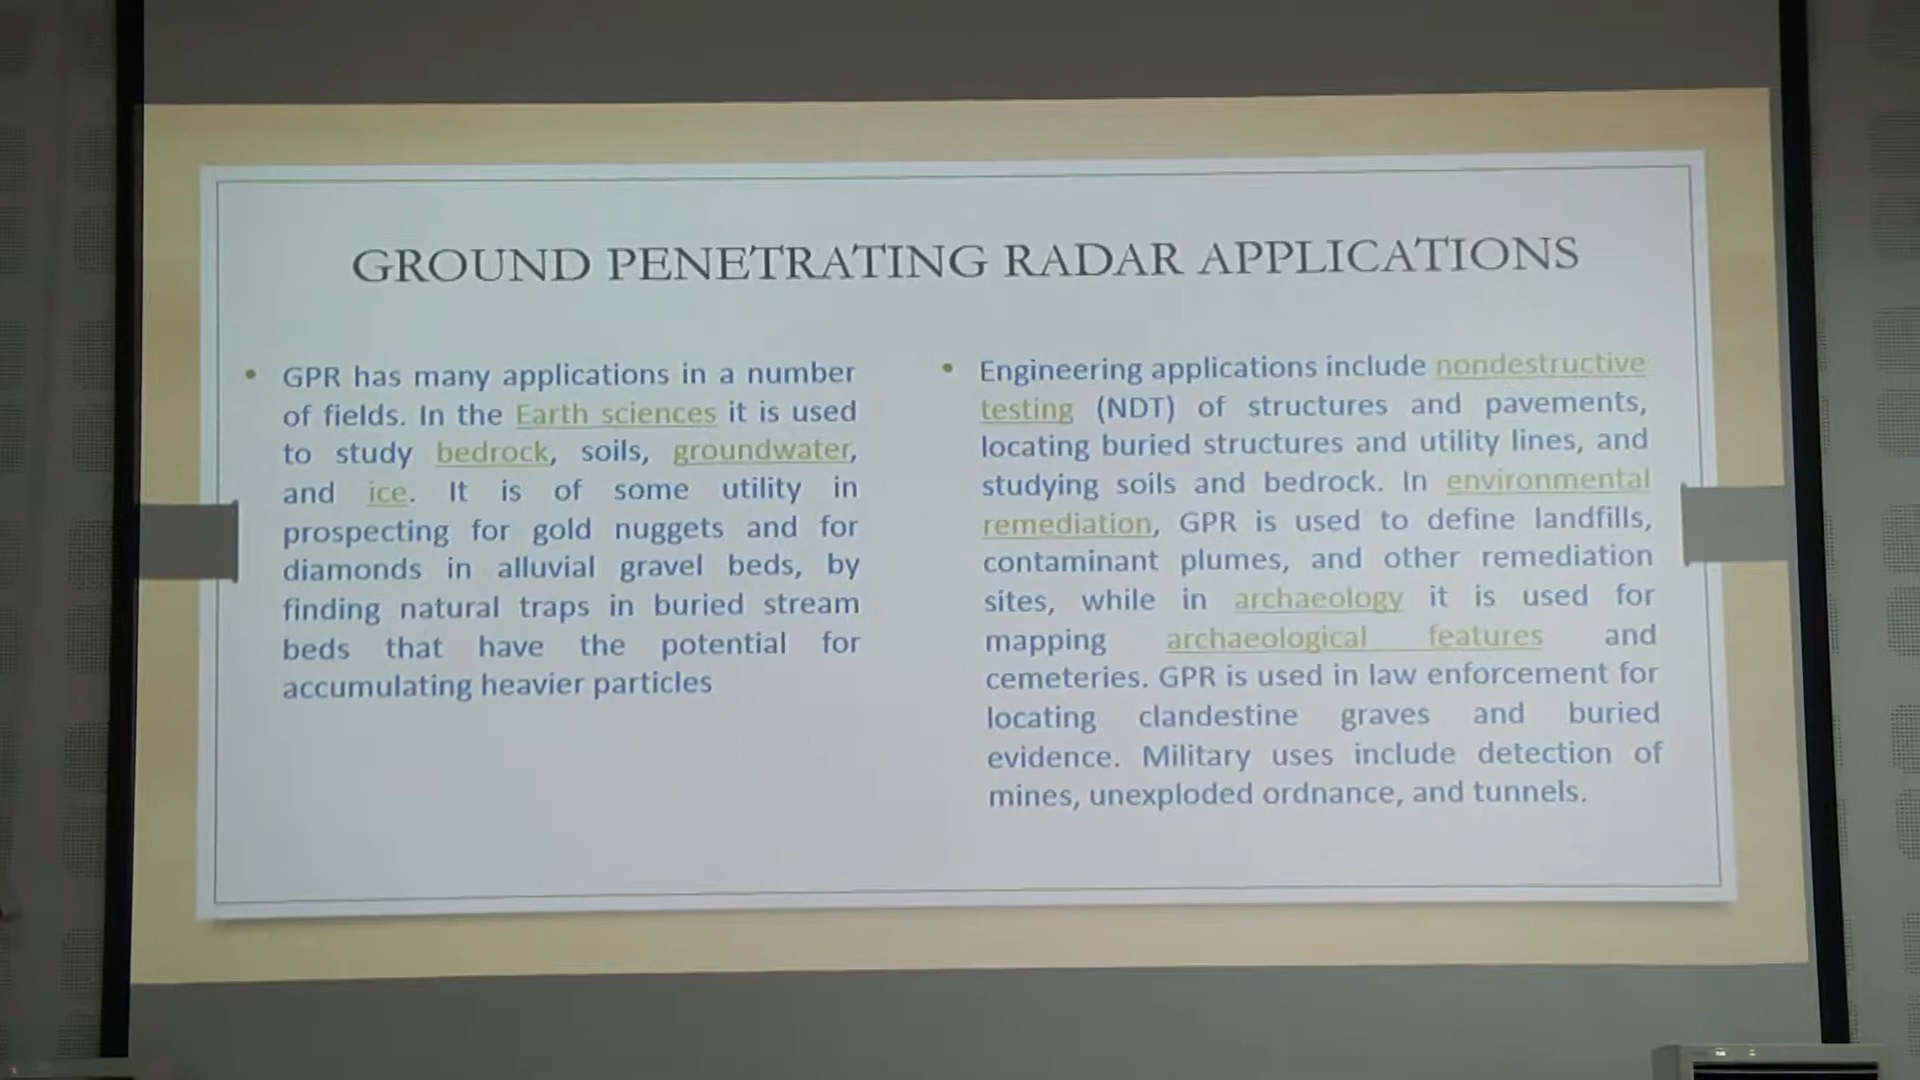 GROUND PENETRATING RADAR APPLICATIONS
• GPR has many applications in a number
of fields. In the Earth sciences it is used
to study bedrock, soils, groundwater,
and ice. It is of some utility in
prospecting for gold nuggets and for
diamonds in alluvial gravel beds, by
finding natural traps in buried stream
beds that have the potential for
accumulating heavier particles
• Engineering applications include nondestructive
testing (NDT) of structures and pavements,
locating buried structures and utility lines, and
studying soils and bedrock. In environmental
remediation, GPR is used to define landfills,
contaminant plumes, and other remediation
sites, while in archaeology it is used for
mapping archaeological features and
cemeteries. GPR is used in law enforcement for
locating clandestine graves and buried
evidence. Military uses include detection of
mines, unexploded ordnance, and tunnels.